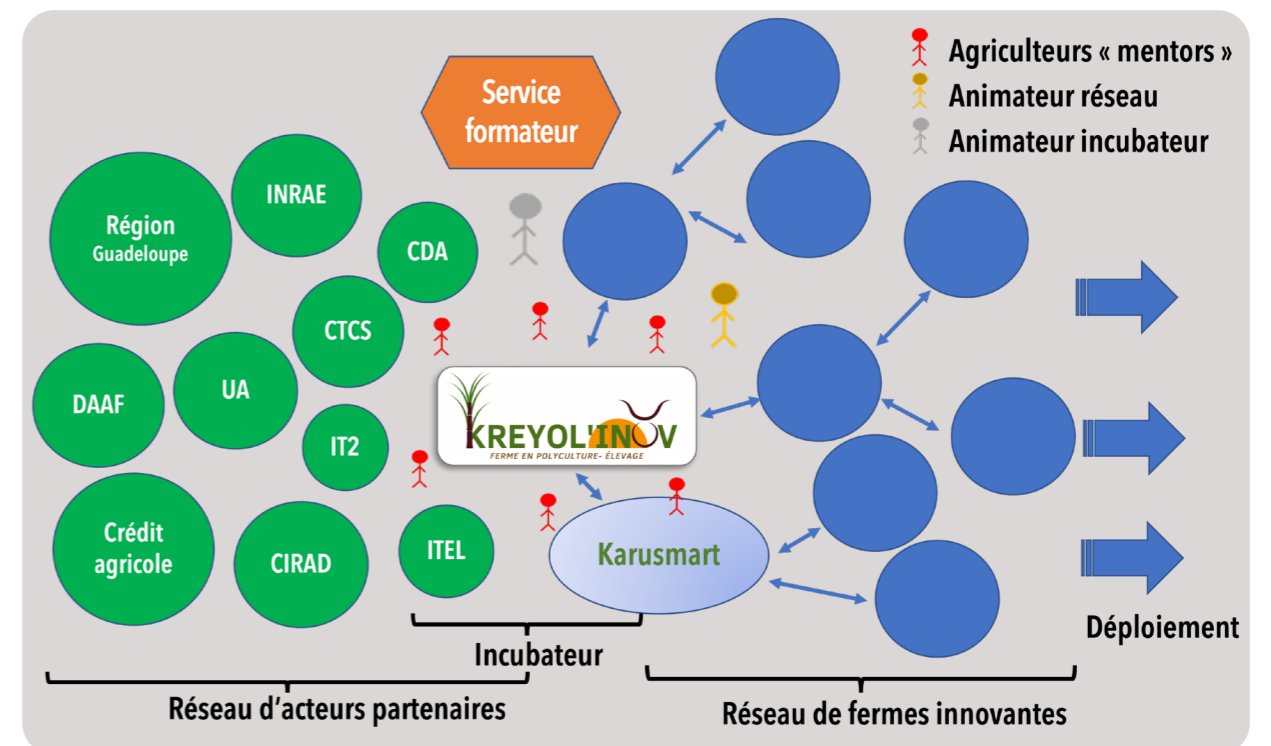 Agriculteurs « mentors »
Animateur réseau
Animateur incubateur
Service
formateur
Région
Guadeloupe
INRAE
CDA
CTCS
DAAF
UA
IT2
Crédit
agricole
CIRAD
ITEL
KREYOL'INOV
FERME EN POLYCULTURE- ÉLEVAGE
Karusmart
Déploiement
Incubateur
Réseau d’acteurs partenaires
Réseau de fermes innovantes